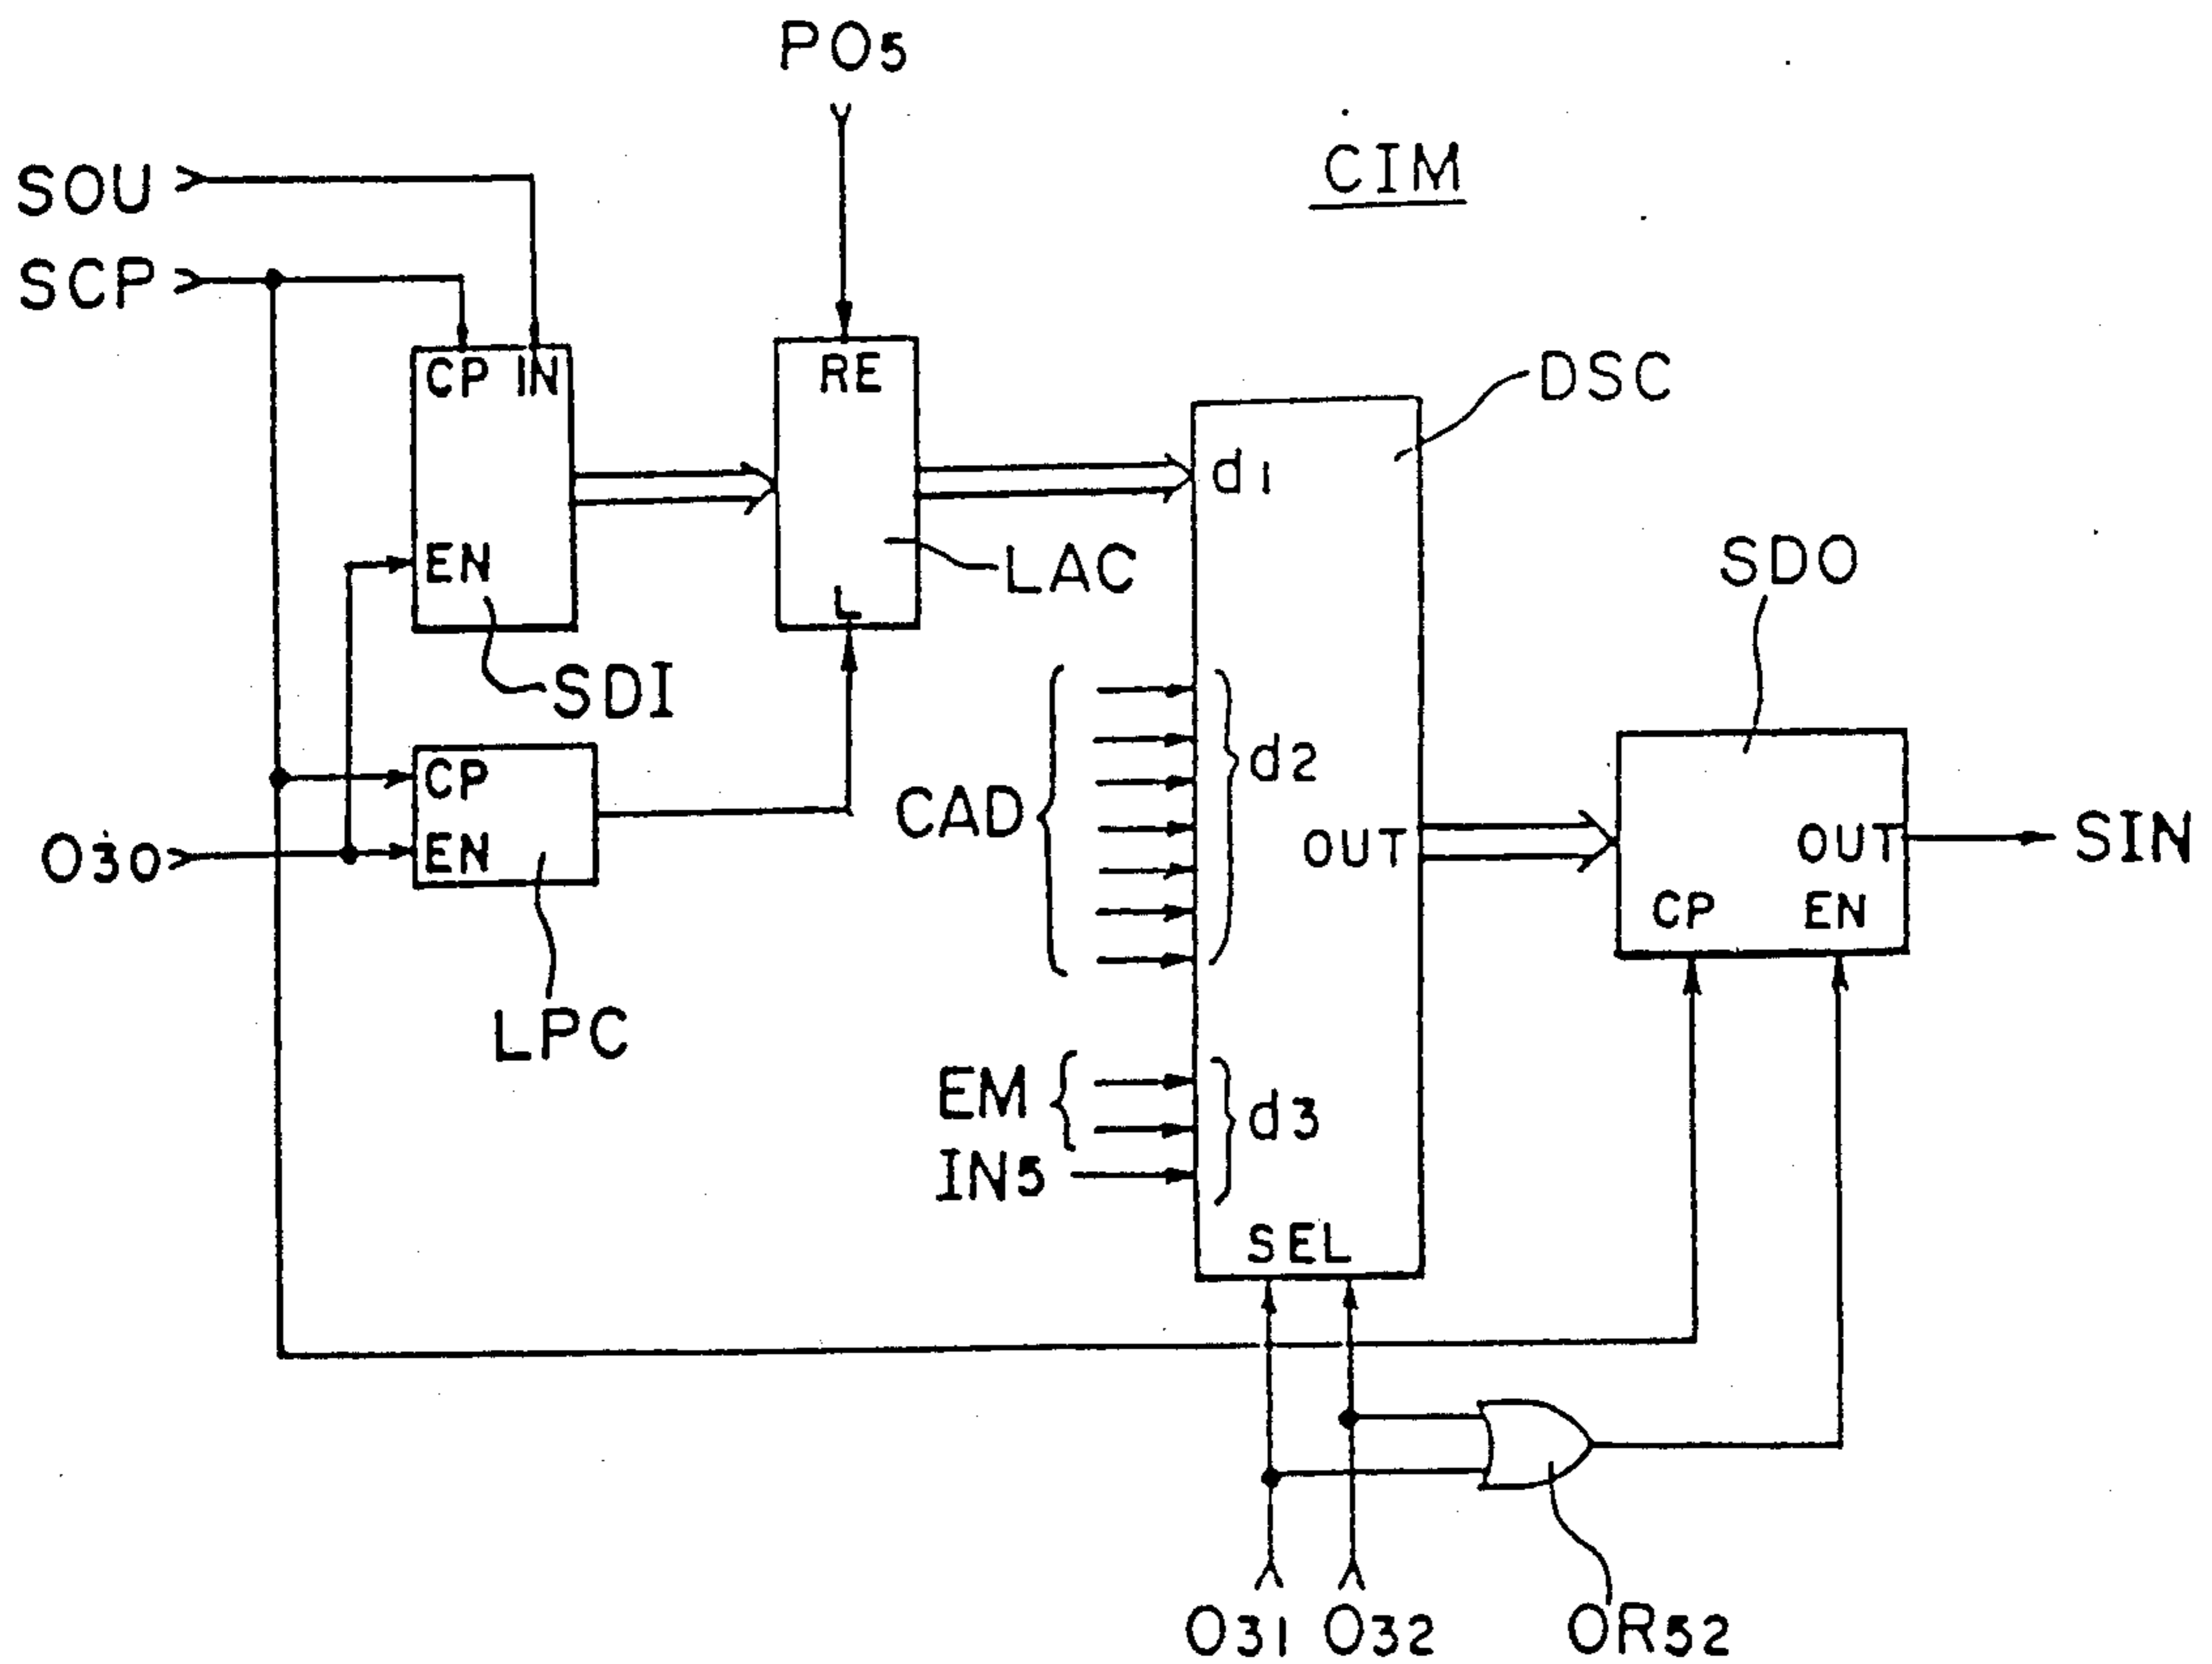 PO5
CIM
SOU
SCP
CP IN
RE
DSC
d1
EN
LAC
L
SDO
SDI
CP
d2
CAD
OUT
OUT
SIN
O30
EN
CP EN
LPC
EM
d3
IN5
SEL
O31 O32
OR52